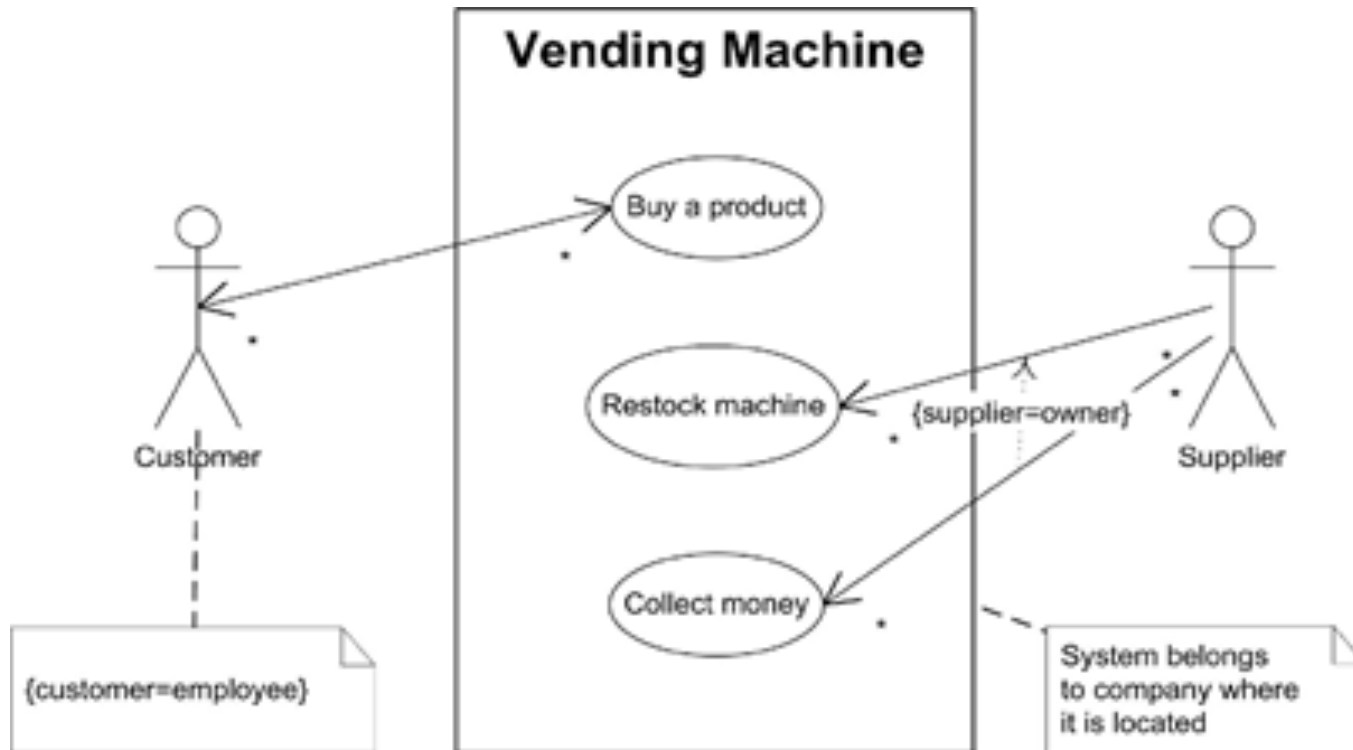 Vending Machine
Buy a product
*
*
Restock machine
*
*
*
{supplier=owner}
Customer
Supplier
Collect money
*
{customer=employee}
System belongs
to company where
it is located